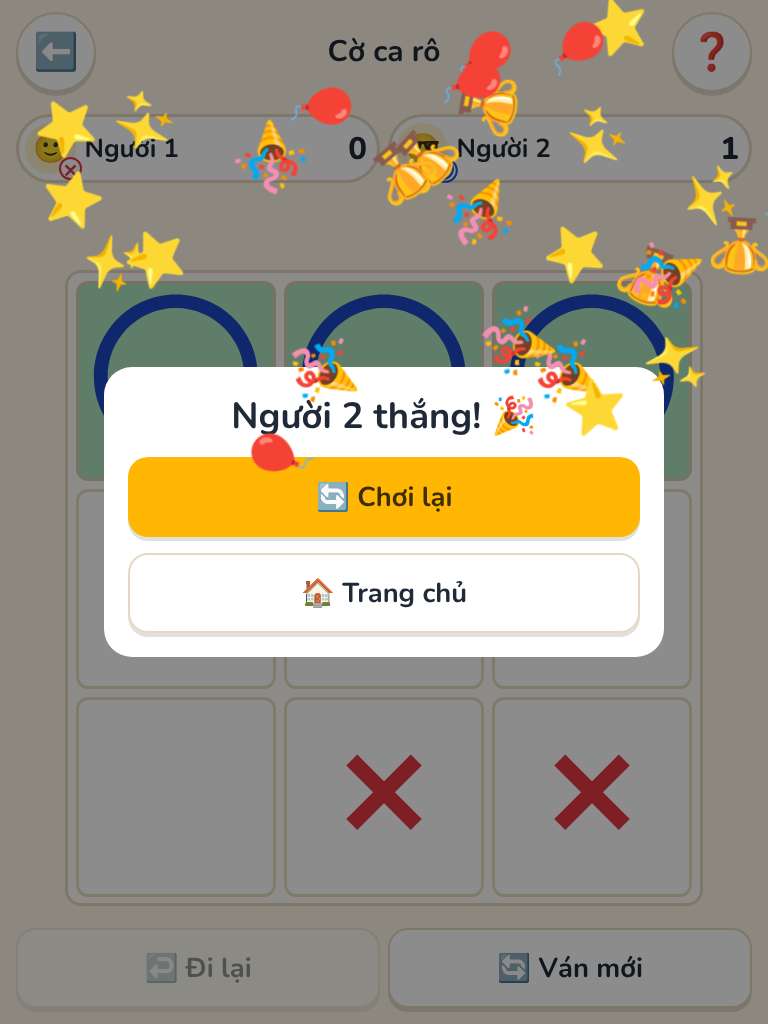 Cờ ca rô
Người 1
0
Người 2
1
Người 2 thắng!
Chơi lại
Trang chủ
Đi lại
Ván mới